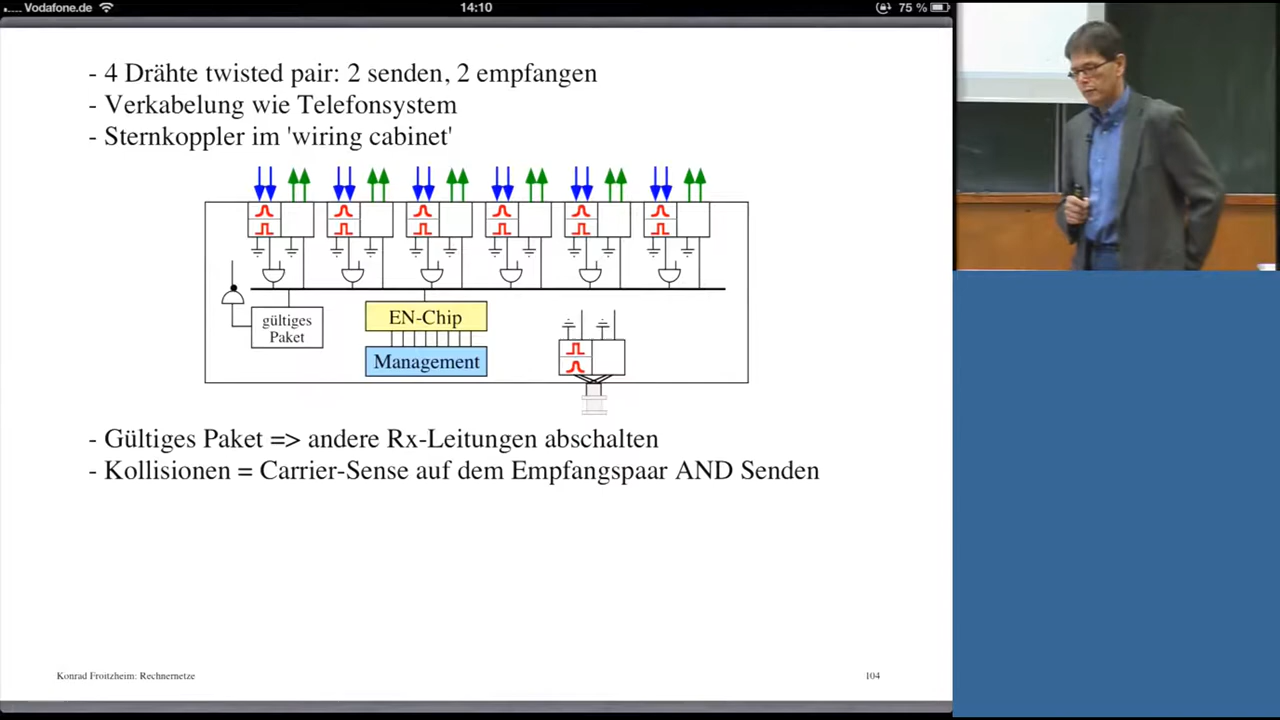 Vodafone.de 14:10 75 %
- 4 Drähte twisted pair: 2 senden, 2 empfangen
- Verkabelung wie Telefonsystem
- Sternkoppler im 'wiring cabinet'
gültiges
Paket
EN-Chip
Management
- Gültiges Paket => andere Rx-Leitungen abschalten
- Kollisionen = Carrier-Sense auf dem Empfangspaar AND Senden
Konrad Froitzheim: Rechnernetze 104